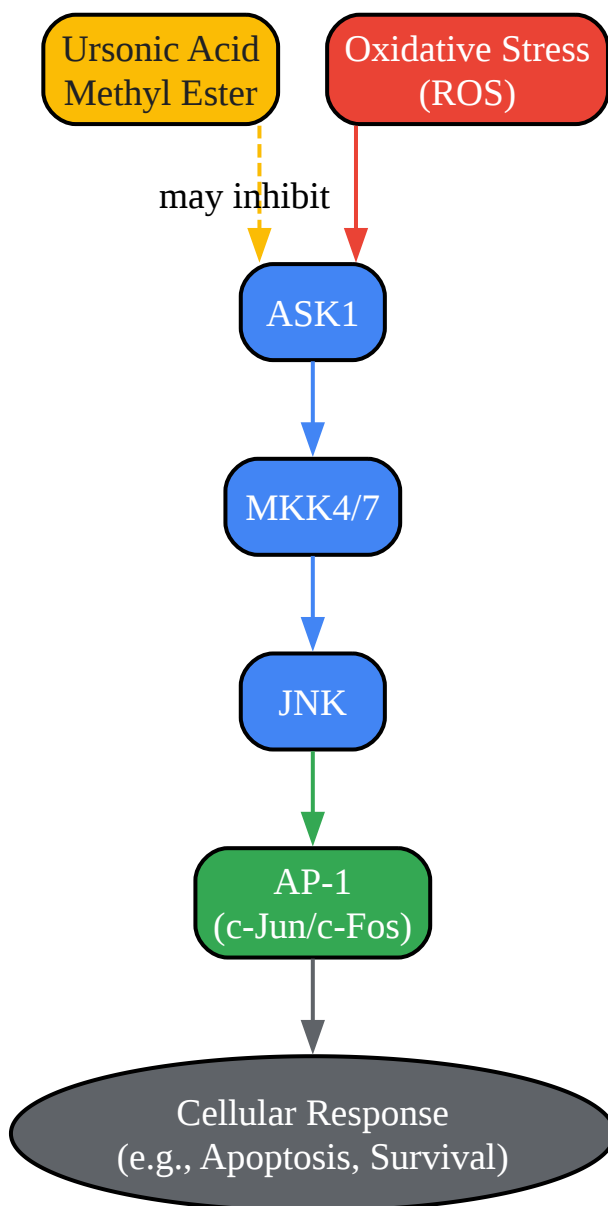 Ursonic Acid
Methyl Ester
Oxidative Stress
(ROS)
may inhibit
ASK1
MKK4/7
JNK
AP-1
(c-Jun/c-Fos)
Cellular Response
(e.g., Apoptosis, Survival)